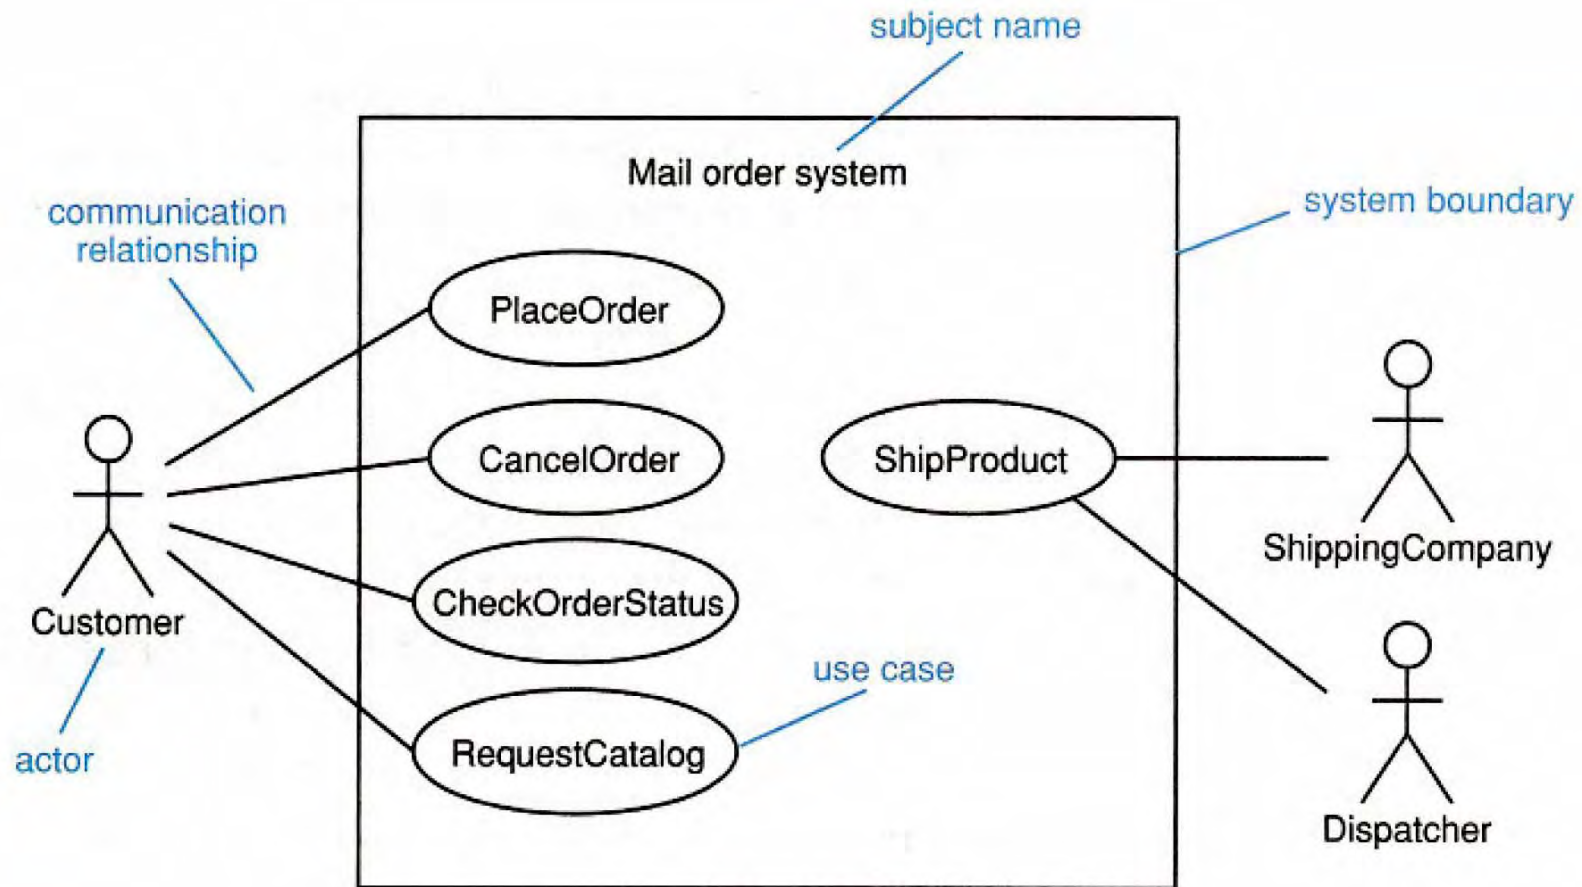 subject name
Mail order system
communication
relationship
system boundary
PlaceOrder
CancelOrder
ShipProduct
ShippingCompany
CheckOrderStatus
Customer
use case
RequestCatalog
actor
Dispatcher